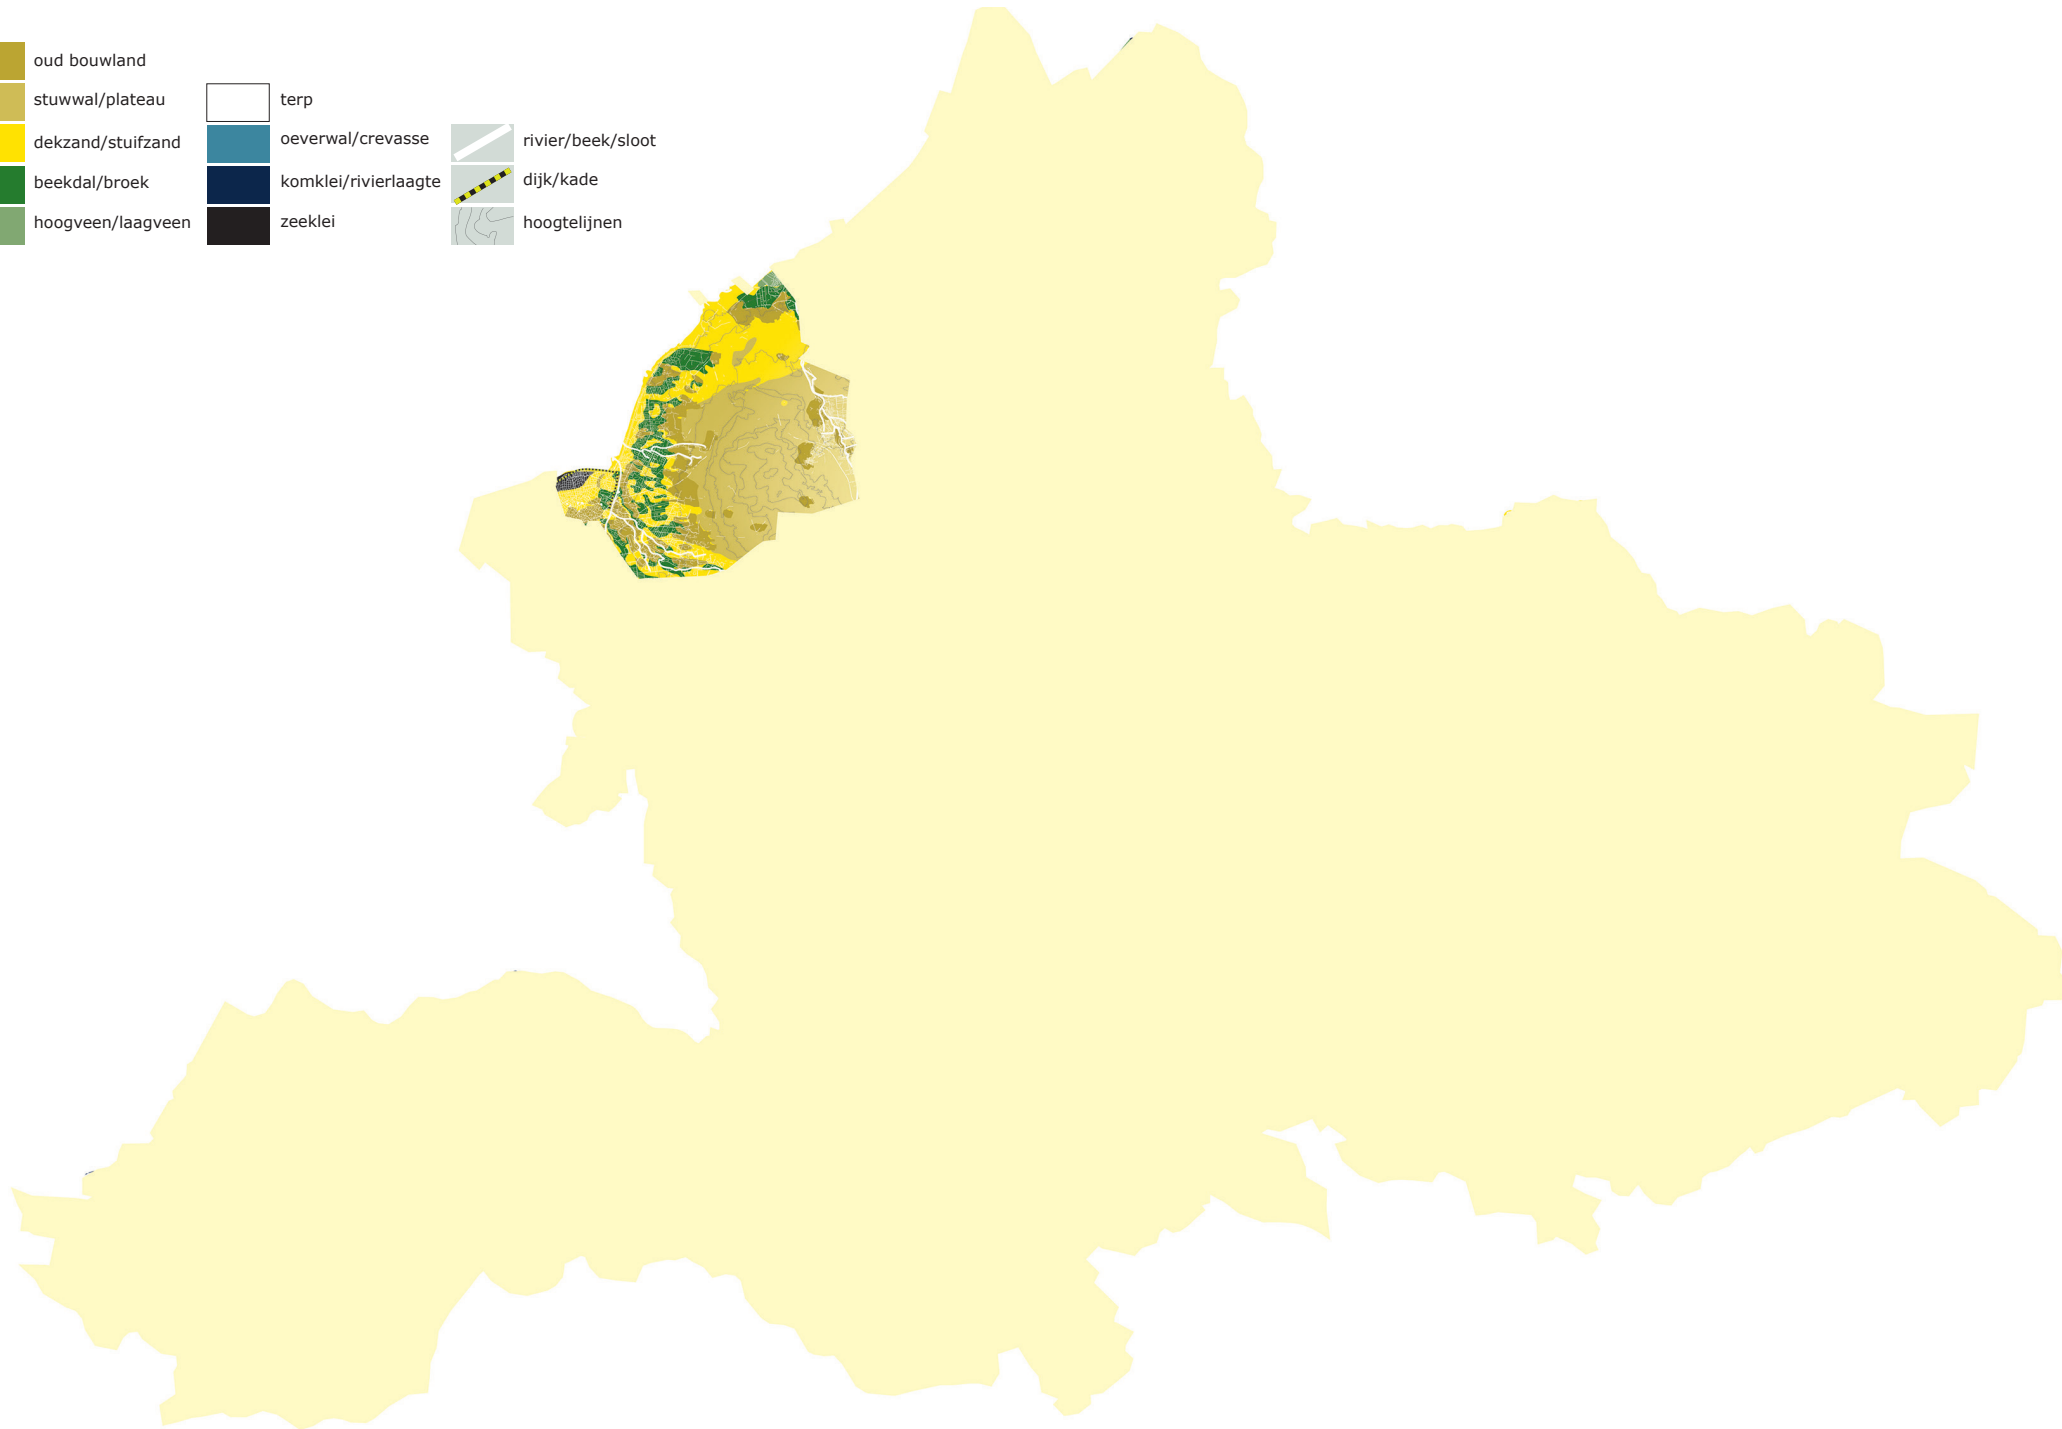 oud bouwland
stuwwal/plateau
dekzand/stuifzand
beekdal/broek
hoogveen/laagveen
terp
oeverwal/crevasse
komklei/rivierlaagte
zeeklei
rivier/beek/sloot
dijk/kade
hoogtelijnen